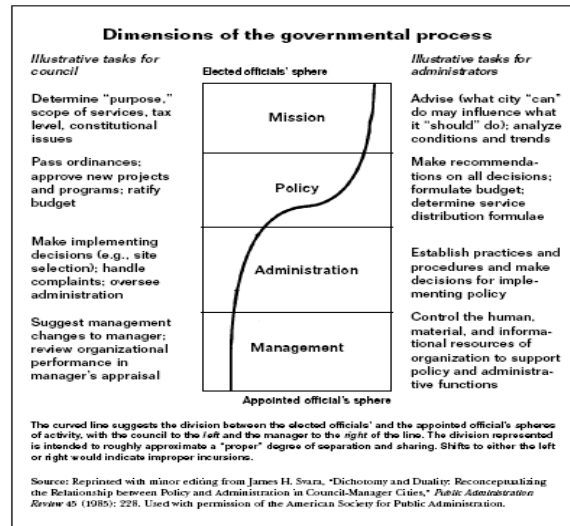 Dimensions of the governmental process
Illustrative tasks for
council
Determine "purpose,"
scope of services, tax
level, constitutional
issues
Pass ordinances;
approve new projects
and programs; ratify
budget
Make implementing
decisions (e.g., site
selection); handle
complaints; oversee
administration
Suggest management
changes to manager;
review organizational
performance in
manager's appraisal
Elected officials' sphere
Mission
Policy
Administration
Management
Appointed official's sphere
Illustrative tasks for
administrators
Advise (what city "can"
do may influence what
it "should" do); analyze
conditions and trends
Make recommenda-
tions on all decisions;
formulate budget;
determine service
distribution formulae
Establish practices and
procedures and make
decisions for imple-
menting policy
Control the human,
material, and informa-
tional resources of
organization to support
policy and administra-
tive functions
The curved line suggests the division between the elected officials' and the appointed official's spheres
of activity, with the council to the left and the manager to the right of the line. The division represented
is intended to roughly approximate a "proper" degree of separation and sharing. Shifts to either the left
or right would indicate improper incursions.
Source: Reprinted with minor editing from James H. Svara, "Dichotomy and Duality: Reconceptualizing
the Relationship between Policy and Administration in Council-Manager Cities," Public Administration
Review 45 (1985): 228. Used with permission of the American Society for Public Administration.